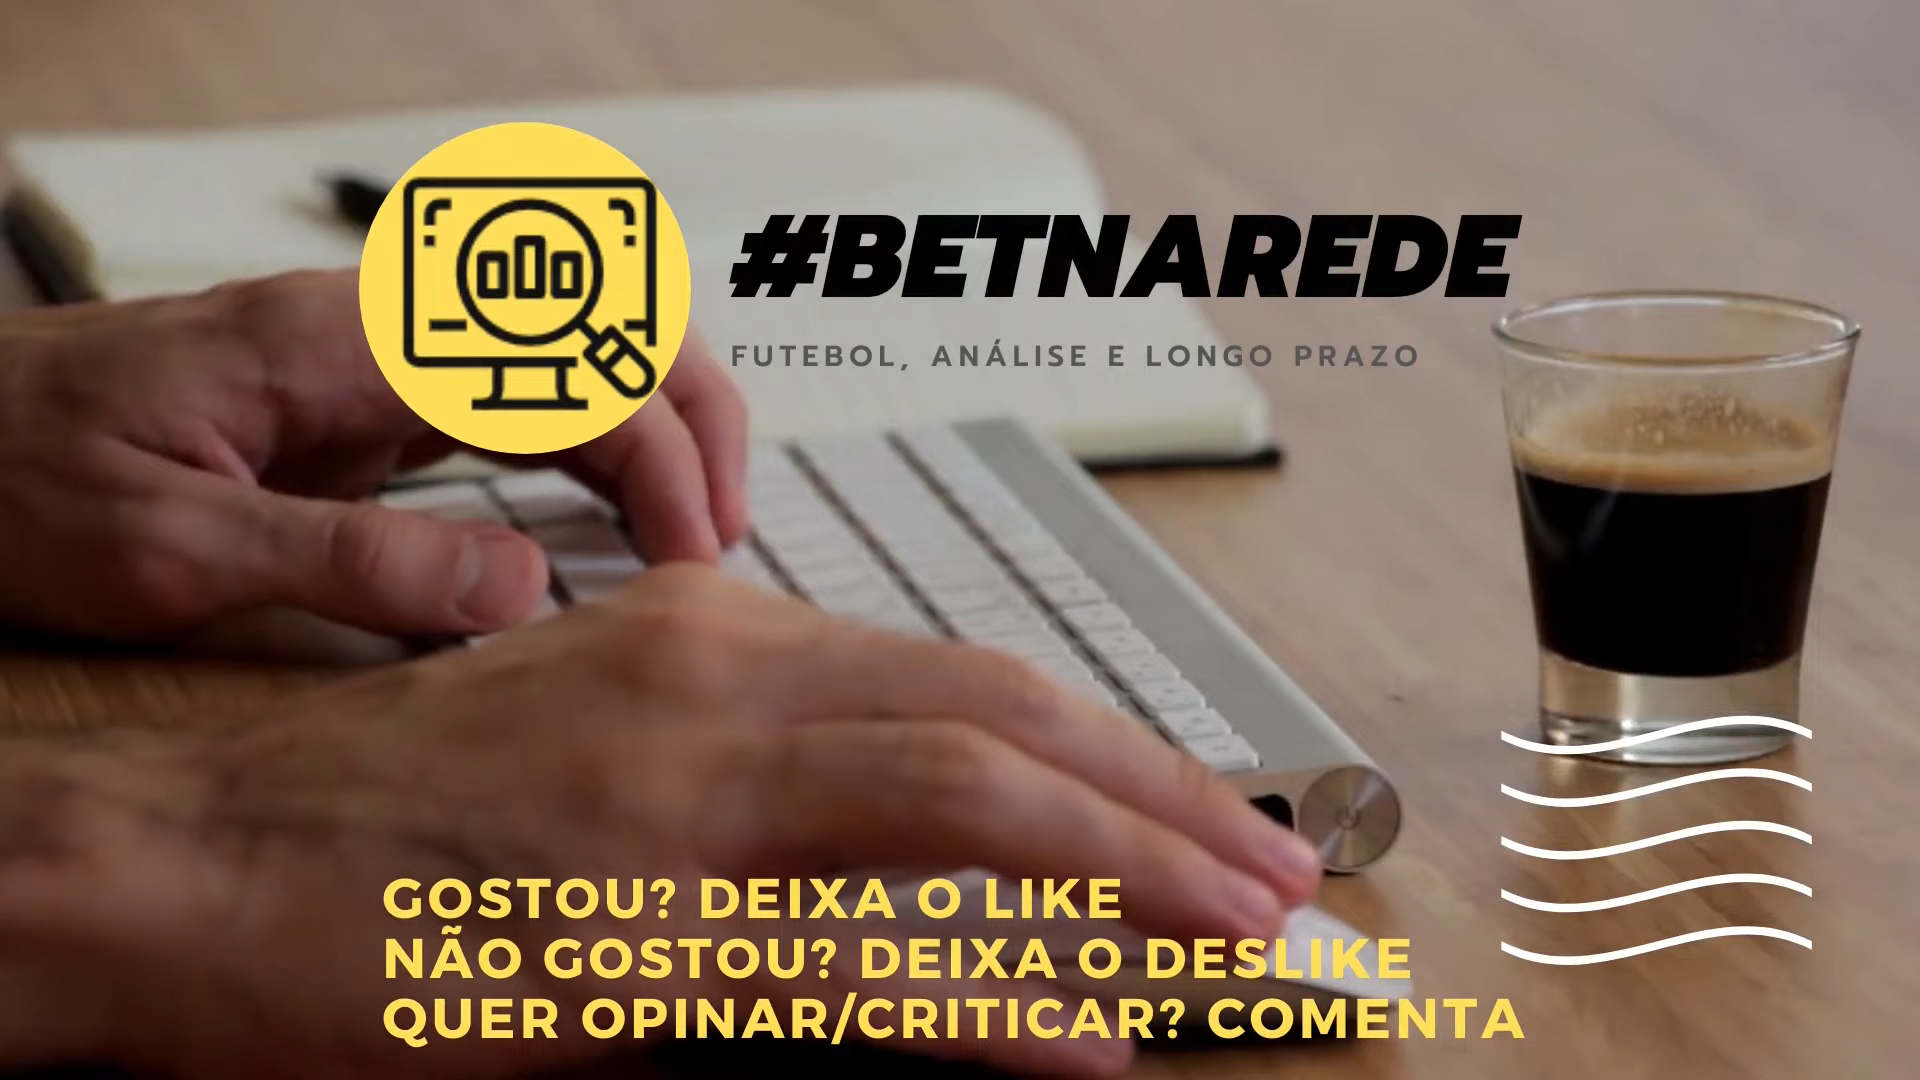 #BETNAREDE
FUTEBOL, ANÁLISE E LONGO PRAZO
GOSTOU? DEIXA O LIKE
NÃO GOSTOU? DEIXA O DESLIKE
QUER OPINAR/CRITICAR? COMENTA